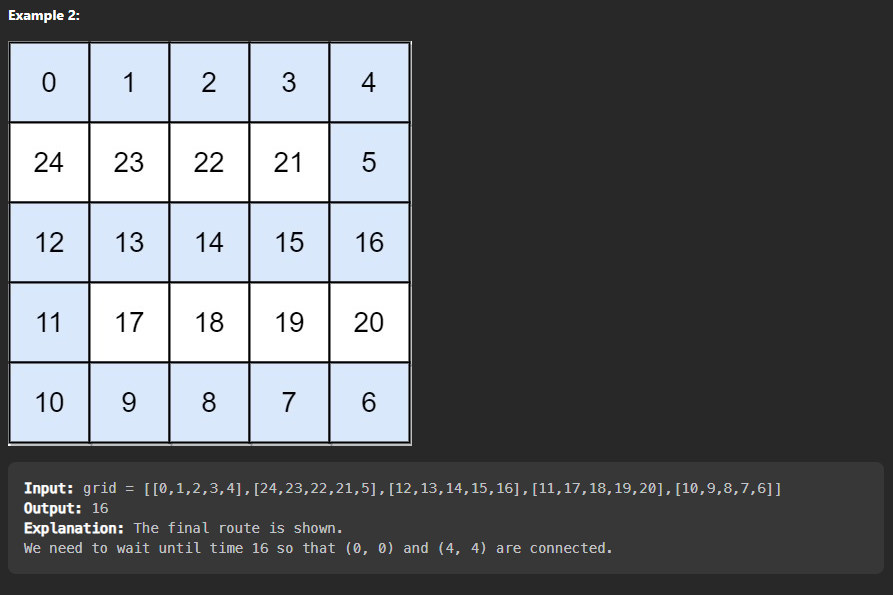 Example 2:
0 1 2 3 4
24 23 22 21 5
12 13 14 15 16
11 17 18 19 20
10 9 8 7 6
Input: grid = [[0,1,2,3,4],[24,23,22,21,5],[12,13,14,15,16],[11,17,18,19,20],[10,9,8,7,6]]
Output: 16
Explanation: The final route is shown.
We need to wait until time 16 so that (0, 0) and (4, 4) are connected.